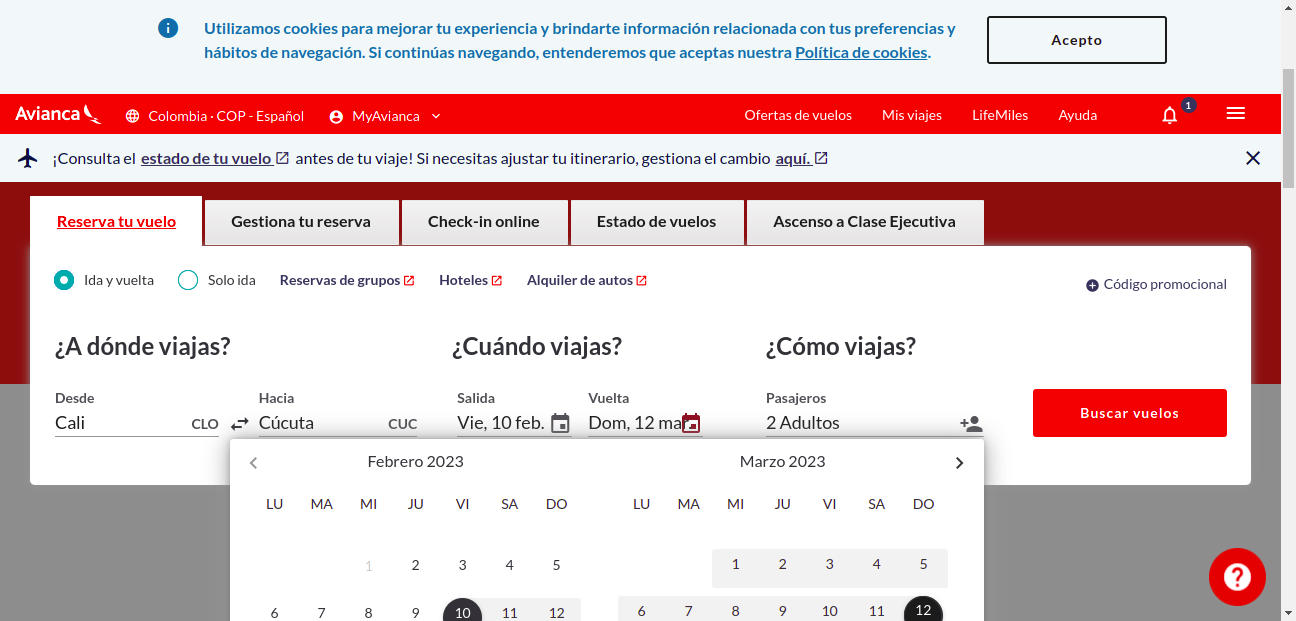 Utilizamos cookies para mejorar tu experiencia y brindarte información relacionada con tus preferencias y
hábitos de navegación. Si continúas navegando, entenderemos que aceptas nuestra Política de cookies.
Acepto
Avianca
Colombia · COP - Español
MyAvianca
Ofertas de vuelos
Mis viajes
LifeMiles
Ayuda
1
¡Consulta el estado de tu vuelo antes de tu viaje! Si necesitas ajustar tu itinerario, gestiona el cambio aquí.
Reserva tu vuelo
Gestiona tu reserva
Check-in online
Estado de vuelos
Ascenso a Clase Ejecutiva
Ida y vuelta
Solo ida
Reservas de grupos
Hoteles
Alquiler de autos
Código promocional
¿A dónde viajas?
¿Cuándo viajas?
¿Cómo viajas?
Desde
Hacia
Salida
Vuelta
Pasajeros
Cali CLO
Cúcuta CUC
Vie, 10 feb.
Dom, 12 ma
2 Adultos
Buscar vuelos
Febrero 2023
LU MA MI JU VI SA DO
1 2 3 4 5
6 7 8 9 10 11 12
Marzo 2023
LU MA MI JU VI SA DO
1 2 3 4 5
6 7 8 9 10 11 12